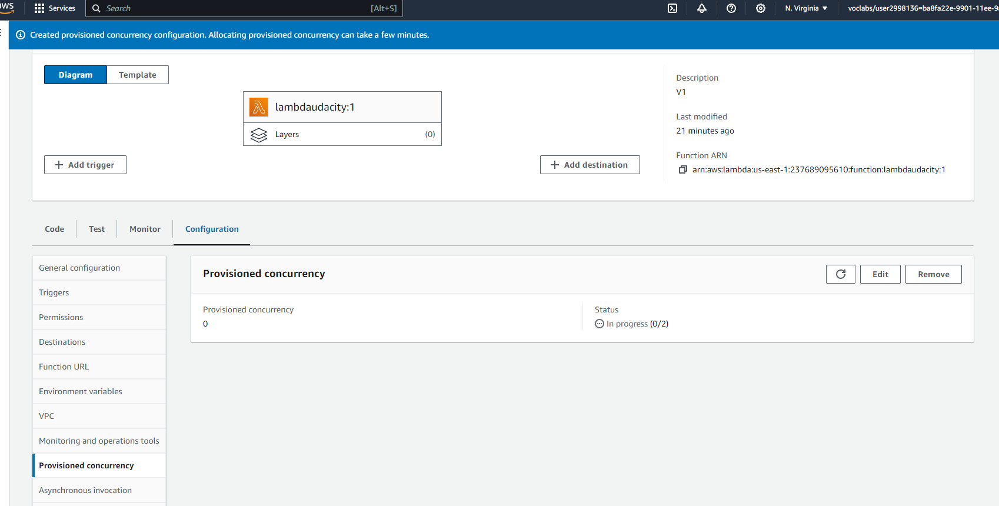 aws
Services
Search [Alt+S]
N. Virginia
voclabs/user2998136=ba8fa22e-9901-11ee-9
Created provisioned concurrency configuration. Allocating provisioned concurrency can take a few minutes.
Diagram
Template
lambdaudacity:1
Layers (0)
Add trigger
Add destination
Description
V1
Last modified
21 minutes ago
Function ARN
arn:aws:lambda:us-east-1:237689095610:function:lambdaudacity:1
Code
Test
Monitor
Configuration
General configuration
Triggers
Permissions
Destinations
Function URL
Environment variables
VPC
Monitoring and operations tools
Provisioned concurrency
Asynchronous invocation
Provisioned concurrency
Edit
Remove
Provisioned concurrency
0
Status
In progress (0/2)